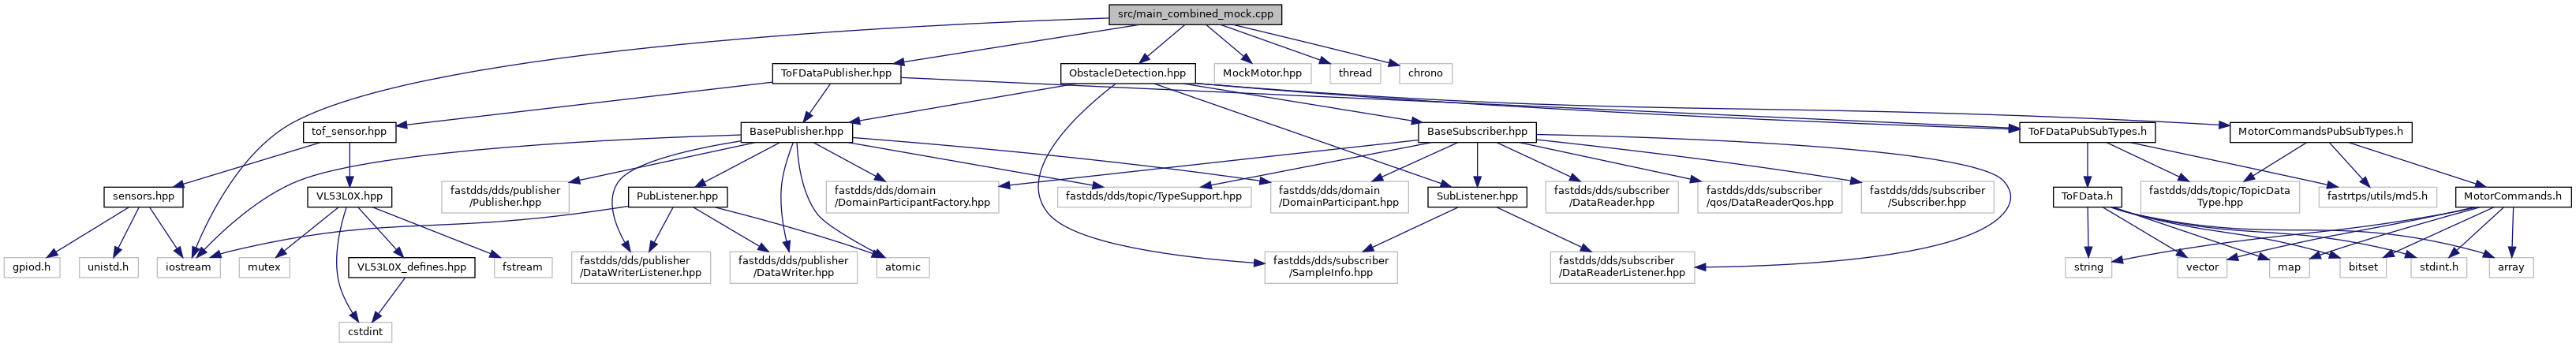 src/main_combined_mock.cpp
ToFDataPublisher.hpp
ObstacleDetection.hpp
MockMotor.hpp
thread
chrono
tof_sensor.hpp
BasePublisher.hpp
BaseSubscriber.hpp
ToFDataPubSubTypes.h
MotorCommandsPubSubTypes.h
sensors.hpp
VL53L0X.hpp
fastdds/dds/publisher
/Publisher.hpp
PubListener.hpp
fastdds/dds/domain
/DomainParticipantFactory.hpp
fastdds/dds/topic/TypeSupport.hpp
fastdds/dds/domain
/DomainParticipant.hpp
SubListener.hpp
fastdds/dds/subscriber
/DataReader.hpp
fastdds/dds/subscriber
/qos/DataReaderQos.hpp
fastdds/dds/subscriber
/Subscriber.hpp
ToFData.h
fastdds/dds/topic/TopicData
Type.hpp
fastrtps/utils/md5.h
MotorCommands.h
gpiod.h
unistd.h
iostream
mutex
VL53L0X_defines.hpp
fstream
fastdds/dds/publisher
/DataWriterListener.hpp
fastdds/dds/publisher
/DataWriter.hpp
atomic
fastdds/dds/subscriber
/SampleInfo.hpp
fastdds/dds/subscriber
/DataReaderListener.hpp
string
vector
map
bitset
stdint.h
array
cstdint